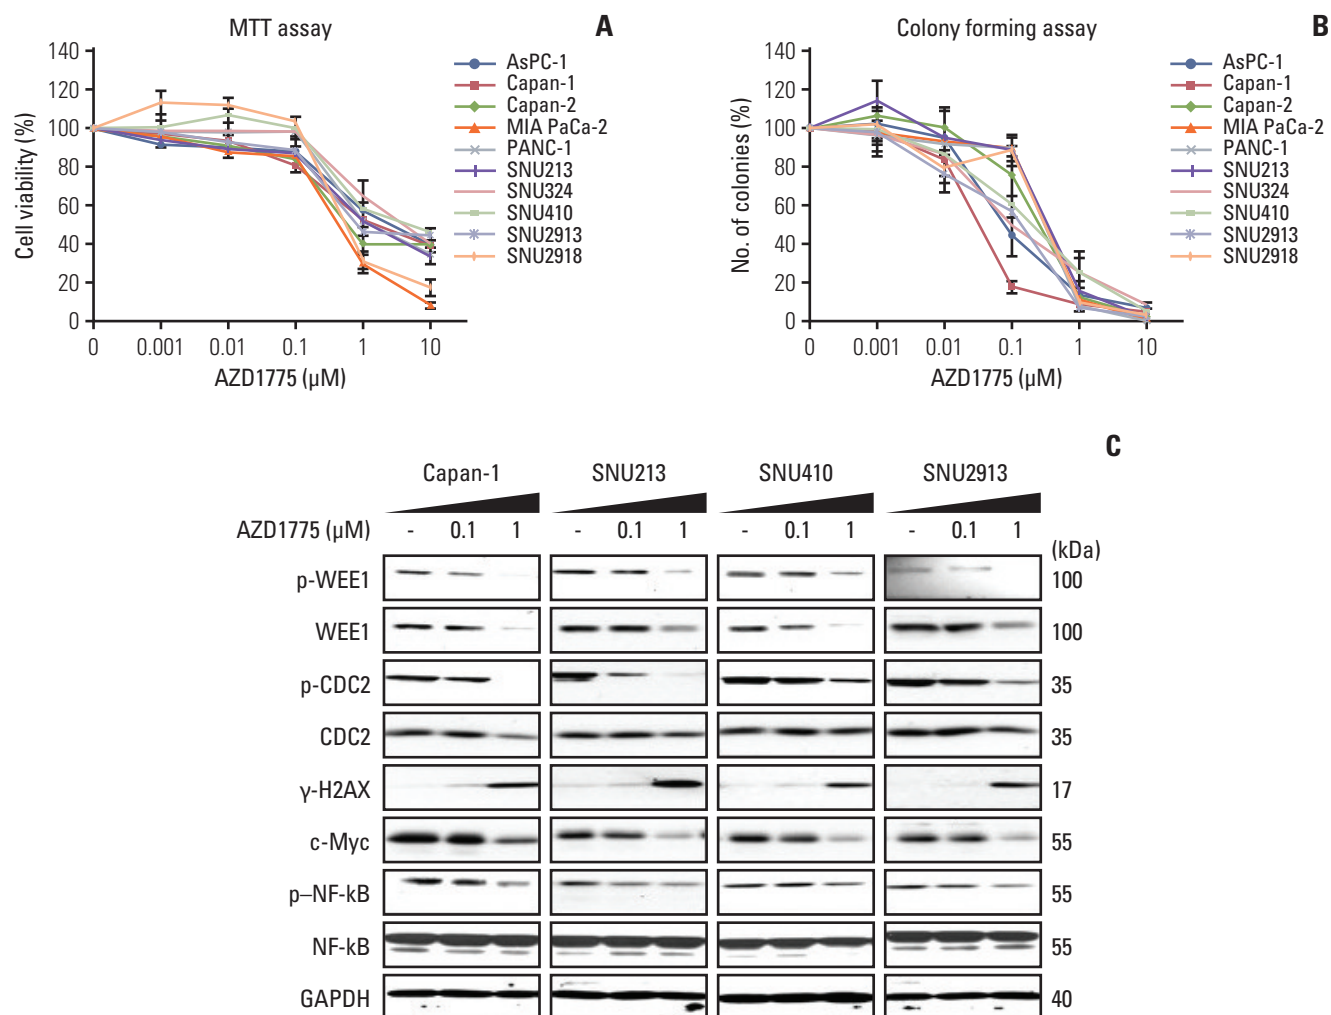 MTT assay
A
Cell viability (%)
140
120
100
80
60
40
20
0
0 0.001 0.01 0.1 1 10
AZD1775 (µM)
AsPC-1
Capan-1
Capan-2
MIA PaCa-2
PANC-1
SNU213
SNU324
SNU410
SNU2913
SNU2918
Colony forming assay
B
No. of colonies (%)
140
120
100
80
60
40
20
0
0 0.001 0.01 0.1 1 10
AZD1775 (µM)
AsPC-1
Capan-1
Capan-2
MIA PaCa-2
PANC-1
SNU213
SNU324
SNU410
SNU2913
SNU2918
C
Capan-1 SNU213 SNU410 SNU2913
AZD1775 (µM) - 0.1 1 - 0.1 1 - 0.1 1 - 0.1 1
(kDa)
p-WEE1 100
WEE1 100
p-CDC2 35
CDC2 35
γ-H2AX 17
c-Myc 55
p–NF-kB 55
NF-kB 55
GAPDH 40